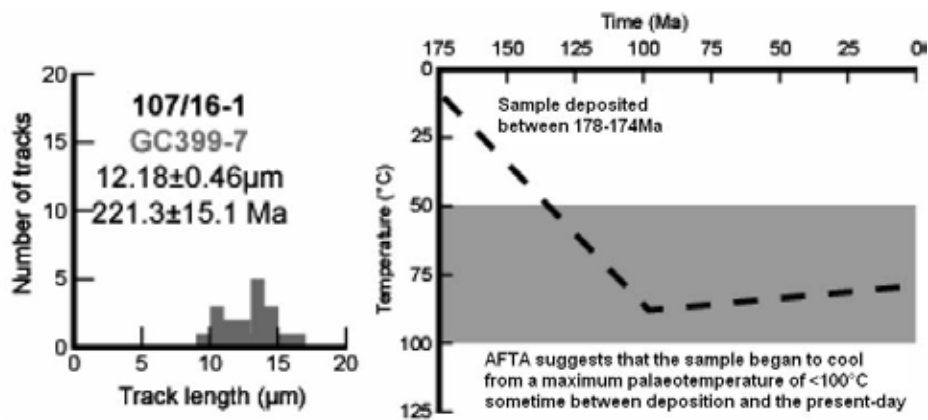 20
15
10
5
0
Number of tracks
107/16-1
GC399-7
12.18±0.46µm
221.3±15.1 Ma
0
5
10
15
20
Track length (µm)
Time (Ma)
175
150
125
100
75
50
25
0
0
25
50
75
100
125
Temperature (°C)
Sample deposited
between 178-174Ma
AFTA suggests that the sample began to cool
from a maximum palaeotemperature of <100°C
sometime between deposition and the present-day